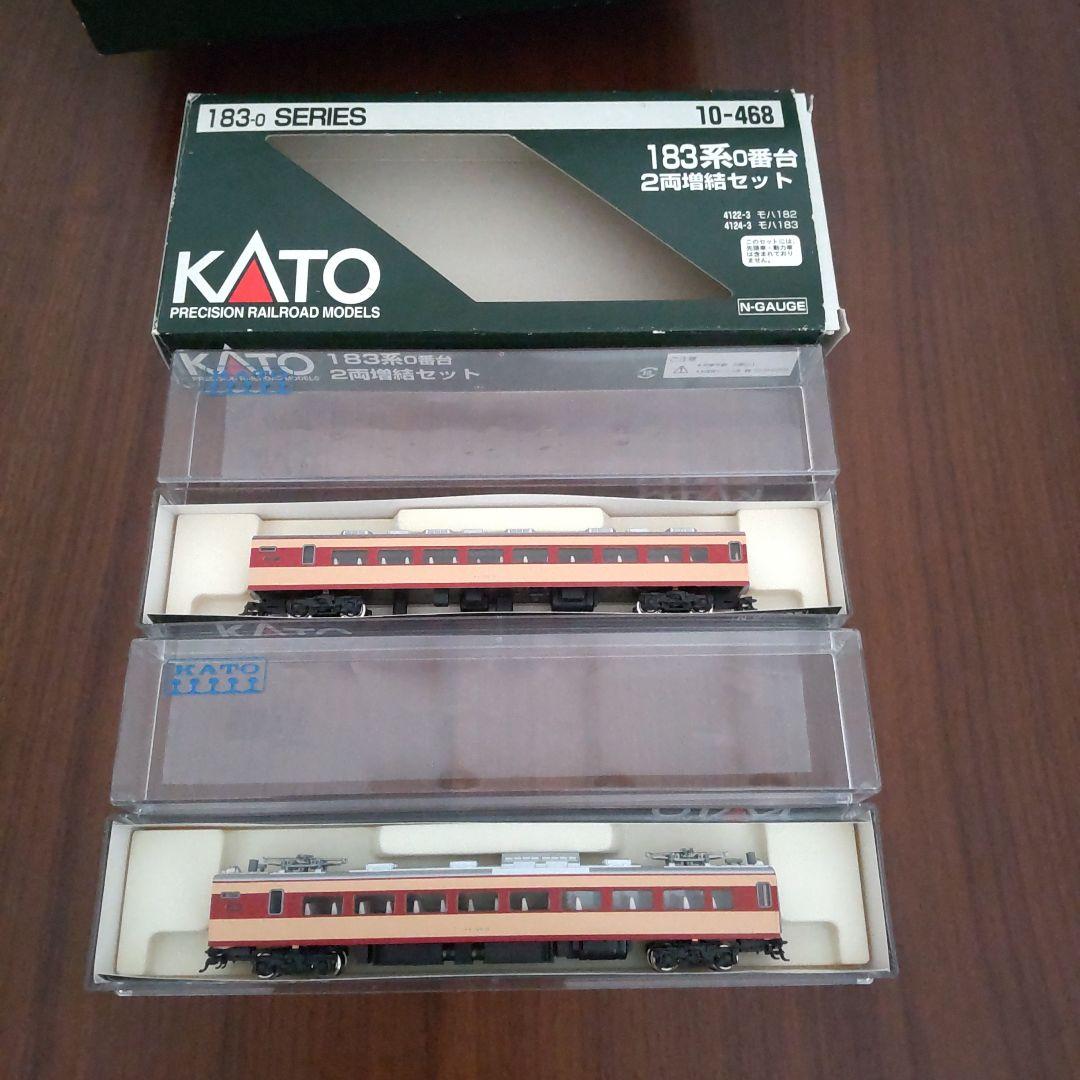 183-0 SERIES
10-468
183系0番台
2両増結セット
4122-3 モハ182
4124-3 モハ183
このセットには、
先頭車・動力車
は含まれており
ません。
KATO
PRECISION RAILROAD MODELS
N-GAUGE
KATO
183系0番台
2両増結セット
ご注意
KATO